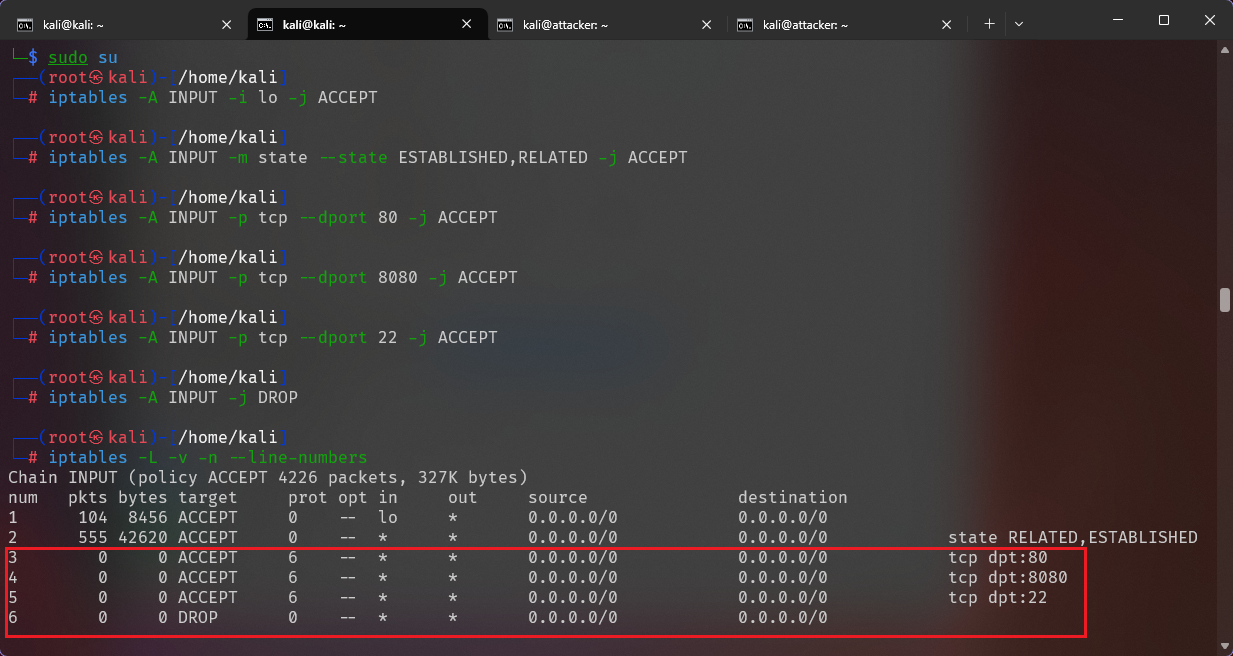 kali@kali: ~ kali@kali: ~ kali@attacker: ~ kali@attacker: ~
└─$ sudo su
┌──(root㉿kali)-[/home/kali]
└─# iptables -A INPUT -i lo -j ACCEPT
┌──(root㉿kali)-[/home/kali]
└─# iptables -A INPUT -m state --state ESTABLISHED,RELATED -j ACCEPT
┌──(root㉿kali)-[/home/kali]
└─# iptables -A INPUT -p tcp --dport 80 -j ACCEPT
┌──(root㉿kali)-[/home/kali]
└─# iptables -A INPUT -p tcp --dport 8080 -j ACCEPT
┌──(root㉿kali)-[/home/kali]
└─# iptables -A INPUT -p tcp --dport 22 -j ACCEPT
┌──(root㉿kali)-[/home/kali]
└─# iptables -A INPUT -j DROP
┌──(root㉿kali)-[/home/kali]
└─# iptables -L -v -n --line-numbers
Chain INPUT (policy ACCEPT 4226 packets, 327K bytes)
num pkts bytes target prot opt in out source destination
1 104 8456 ACCEPT 0 -- lo * 0.0.0.0/0 0.0.0.0/0
2 555 42620 ACCEPT 0 -- * * 0.0.0.0/0 0.0.0.0/0 state RELATED,ESTABLISHED
3 0 0 ACCEPT 6 -- * * 0.0.0.0/0 0.0.0.0/0 tcp dpt:80
4 0 0 ACCEPT 6 -- * * 0.0.0.0/0 0.0.0.0/0 tcp dpt:8080
5 0 0 ACCEPT 6 -- * * 0.0.0.0/0 0.0.0.0/0 tcp dpt:22
6 0 0 DROP 0 -- * * 0.0.0.0/0 0.0.0.0/0